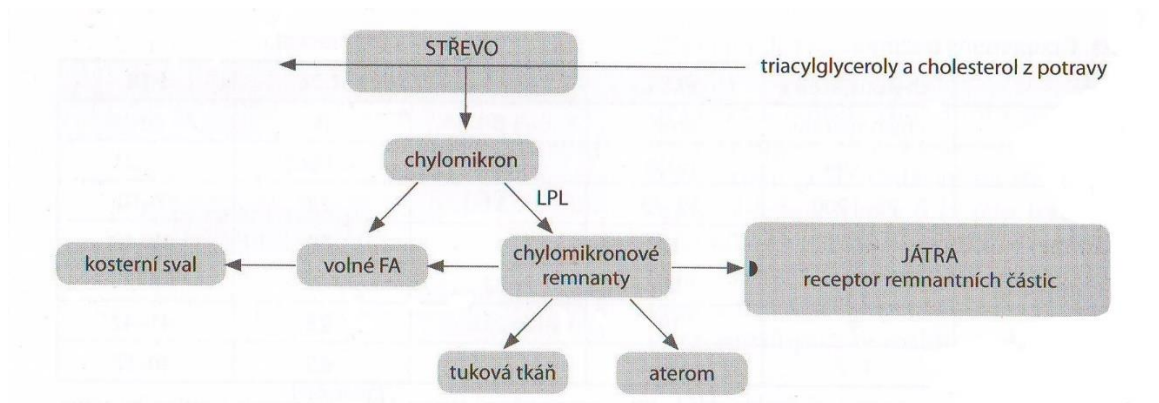 STŘEVO
triacylglyceroly a cholesterol z potravy
chylomikron
LPL
kosterní sval
volné FA
chylomikronové
remnanty
JÁTRA
receptor remnantních částic
tuková tkáň
aterom